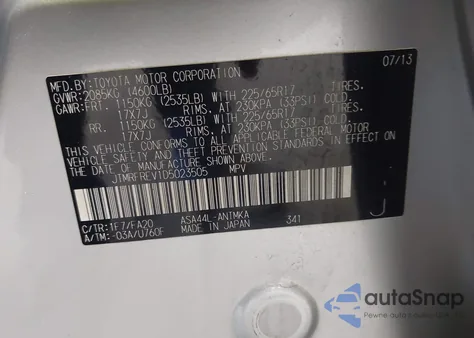 MFD.BY:TOYOTA MOTOR CORPORATION 07/13
GVWR:2085KG (4600LB)
GAWR:FRT. 1150KG (2535LB) WITH 225/65R17 TIRES.
17X7J RIMS. AT 230KPA (33PSI) COLD.
RR. 1150KG (2535LB) WITH 225/65R17 TIRES.
17X7J RIMS. AT 230KPA (33PSI) COLD.
THIS VEHICLE CONFORMS TO ALL APPLICABLE FEDERAL MOTOR
VEHICLE SAFETY AND THEFT PREVENTION STANDARDS IN EFFECT
ON THE DATE OF MANUFACTURE SHOWN ABOVE.
JTMRFREV1D5023505 MPV
C/TR:1F7/FA20 ASA44L-ANTMKA 341
A/TM:-03A/U760F MADE IN JAPAN J
autoSnap
Pewne auto